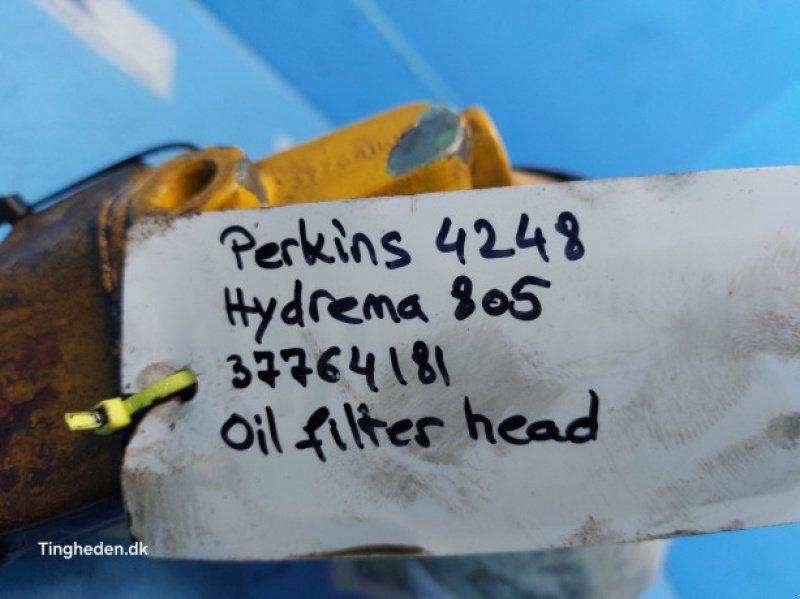 Perkins 4248
Hydrema 805
37764181
Oil filter head
Tingheden.dk